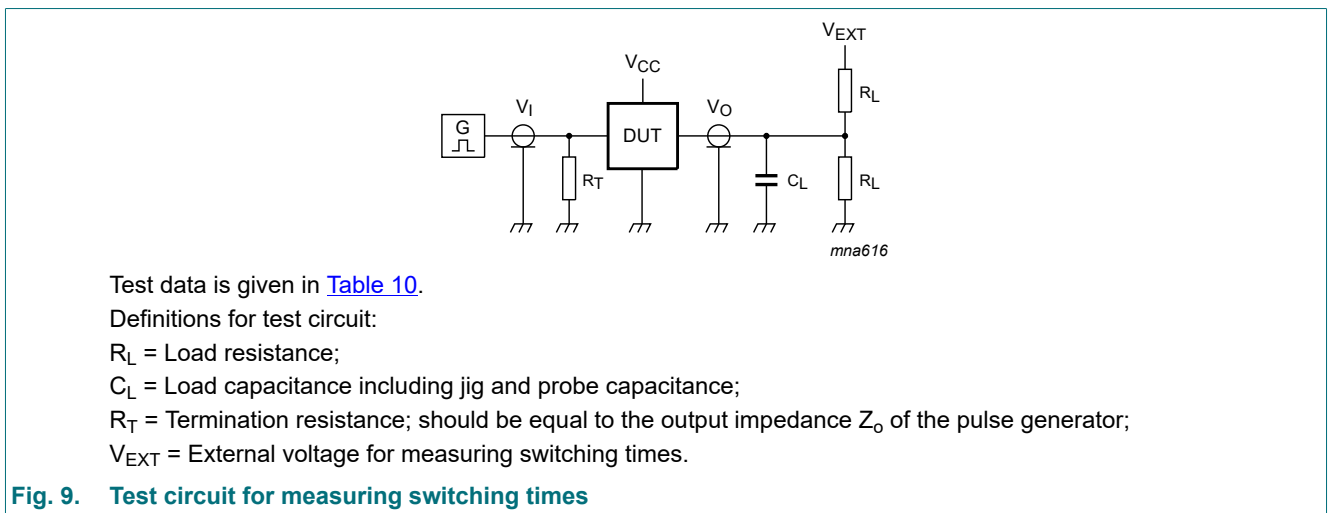 VEXT
VCC
RL
VI
VO
G
DUT
RT
CL
RL
mna616
Test data is given in Table 10.
Definitions for test circuit:
RL = Load resistance;
CL = Load capacitance including jig and probe capacitance;
RT = Termination resistance; should be equal to the output impedance Zo of the pulse generator;
VEXT = External voltage for measuring switching times.
Fig. 9. Test circuit for measuring switching times